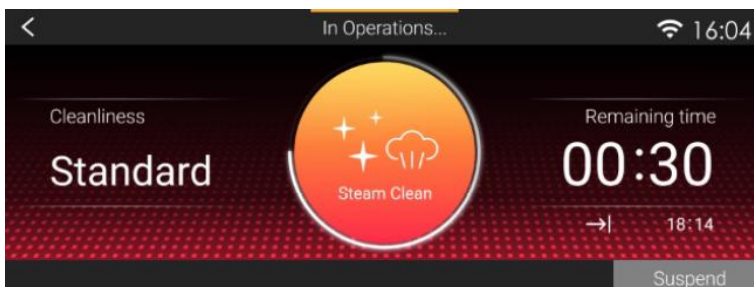 In Operations...
16:04
Cleanliness
Standard
Steam Clean
Remaining time
00:30
18:14
Suspend